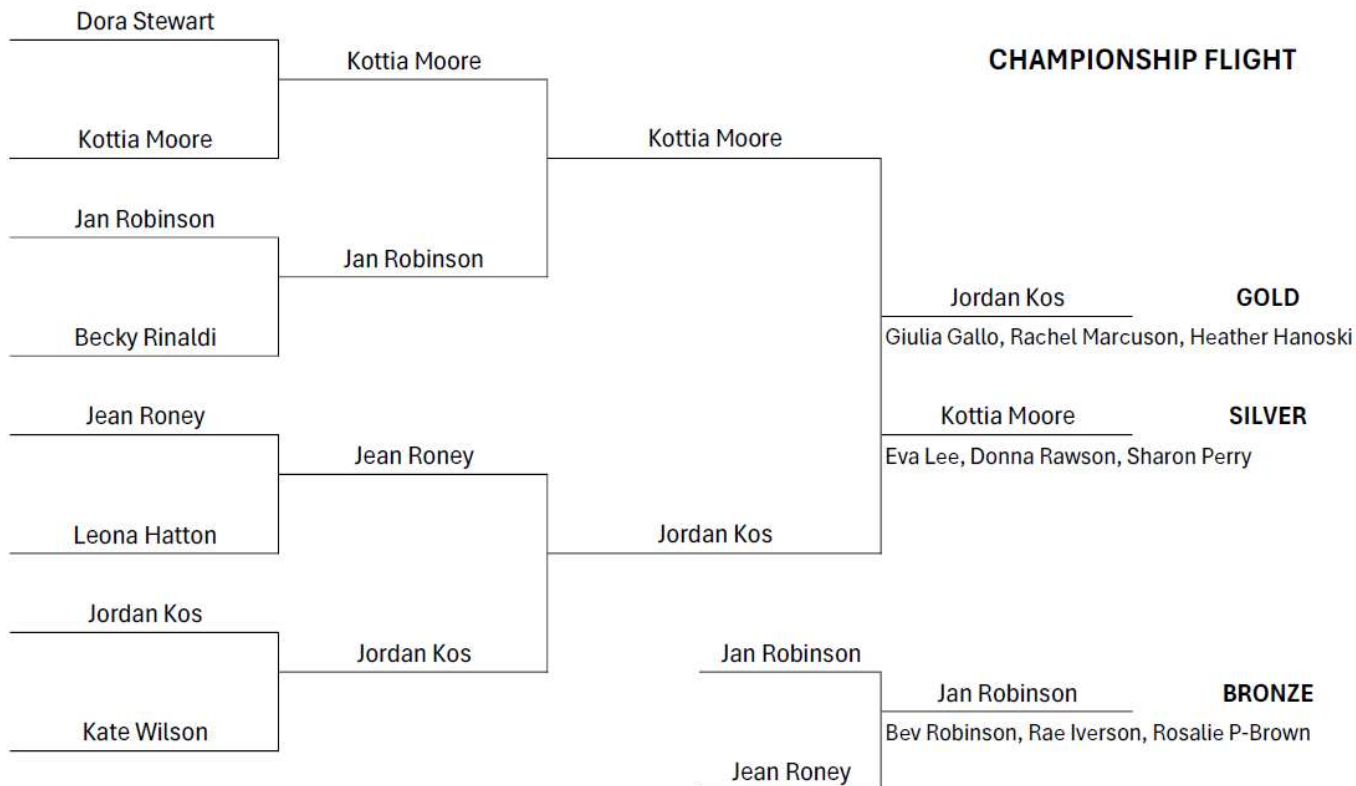 Dora Stewart
Kottia Moore
CHAMPIONSHIP FLIGHT
Kottia Moore
Kottia Moore
Jan Robinson
Jan Robinson
Jordan Kos GOLD
Becky Rinaldi
Giulia Gallo, Rachel Marcuson, Heather Hanoski
Jean Roney
Kottia Moore SILVER
Jean Roney
Eva Lee, Donna Rawson, Sharon Perry
Leona Hatton
Jordan Kos
Jordan Kos
Jordan Kos
Jan Robinson
Jan Robinson BRONZE
Kate Wilson
Bev Robinson, Rae Iverson, Rosalie P-Brown
Jean Roney